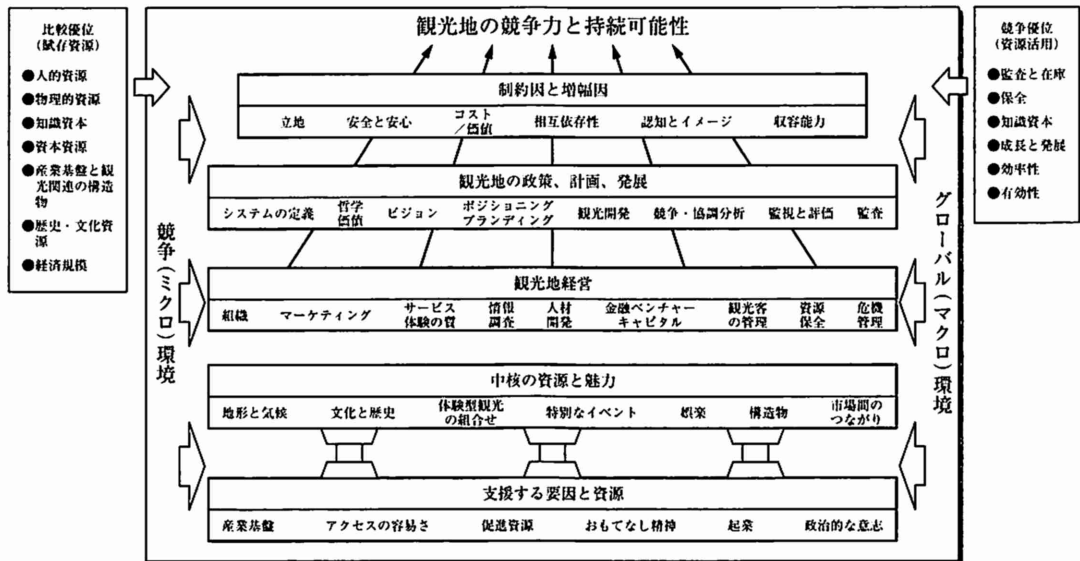 比較優位
(賦存資源)
●人的資源
●物理的資源
●知識資本
●資本資源
●産業基盤と観
光関連の構造
物
●歴史・文化資
源
●経済規模
観光地の競争力と持続可能性
制約因と増幅因
立地 安全と安心 コスト
／価値 相互依存性 認知とイメージ 収容能力
観光地の政策、計画、発展
システムの定義 哲学
価値 ビジョン ポジショニング
ブランディング 観光開発 競争・協調分析 監視と評価 監査
観光地経営
組織 マーケティング サービス
体験の質 情報
調査 人材
開発 金融ベンチャー
キャピタル 観光客
の管理 資源
保全 危機
管理
中核の資源と魅力
地形と気候 文化と歴史 体験型観光
の組合せ 特別なイベント 娯楽 構造物 市場間の
つながり
支援する要因と資源
産業基盤 アクセスの容易さ 促進資源 おもてなし精神 起業 政治的な意志
競争(ミクロ)環境
グローバル(マクロ)環境
競争優位
(資源活用)
●監査と在庫
●保全
●知識資本
●成長と発展
●効率性
●有効性